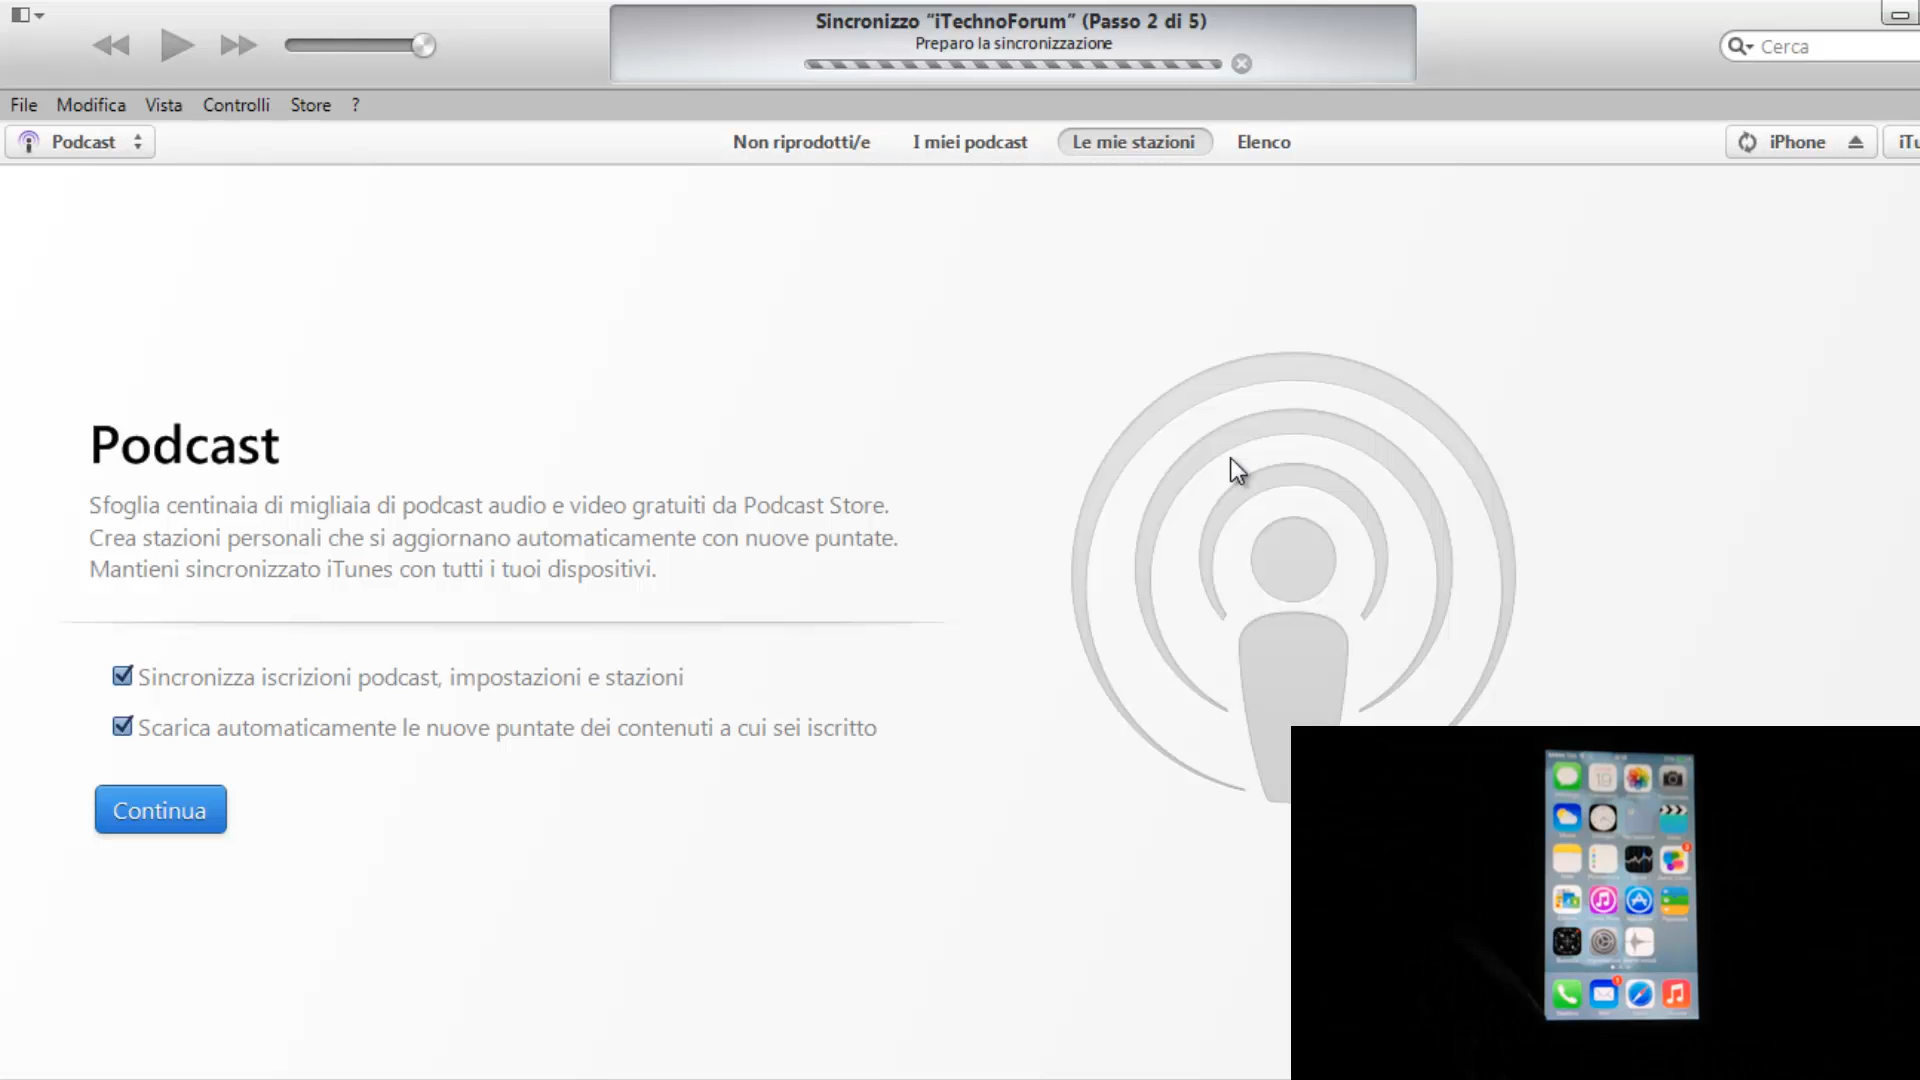 Sincronizzo “iTechnoForum” (Passo 2 di 5)
Preparo la sincronizzazione
Cerca
File Modifica Vista Controlli Store ?
Podcast Non riprodotti/e I miei podcast Le mie stazioni Elenco iPhone iTu
Podcast
Sfoglia centinaia di migliaia di podcast audio e video gratuiti da Podcast Store.
Crea stazioni personali che si aggiornano automaticamente con nuove puntate.
Mantieni sincronizzato iTunes con tutti i tuoi dispositivi.
Sincronizza iscrizioni podcast, impostazioni e stazioni
Scarica automaticamente le nuove puntate dei contenuti a cui sei iscritto
Continua
19